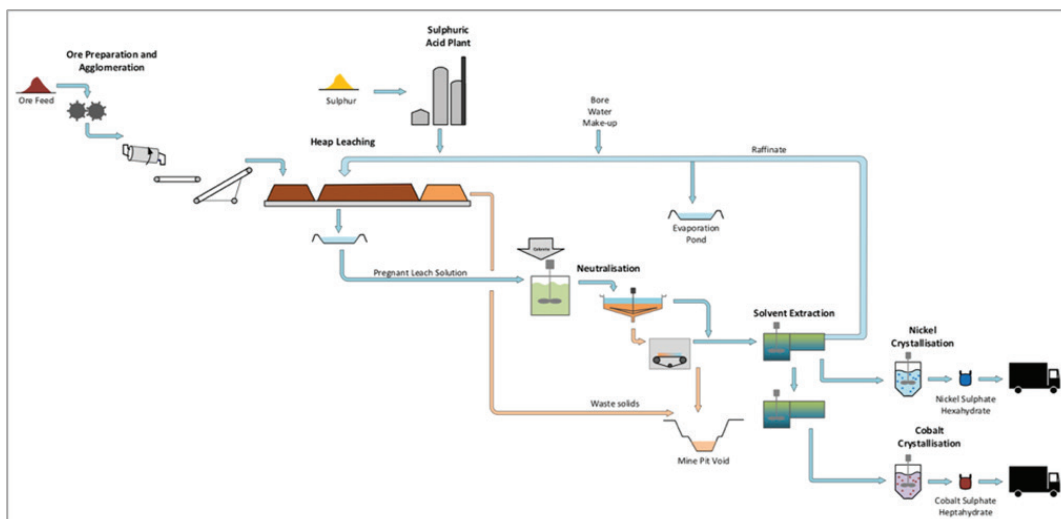 Sulphuric
Acid Plant
Ore Preparation and
Agglomeration
Ore Feed
Sulphur
Bore
Water
Make-up
Heap Leaching
Raffinate
Evaporation
Pond
Pregnant Leach Solution
Neutralisation
Solvent Extraction
Nickel
Crystallisation
Nickel Sulphate
Hexahydrate
Waste solids
Mine Pit Void
Cobalt
Crystallisation
Cobalt Sulphate
Heptahydrate